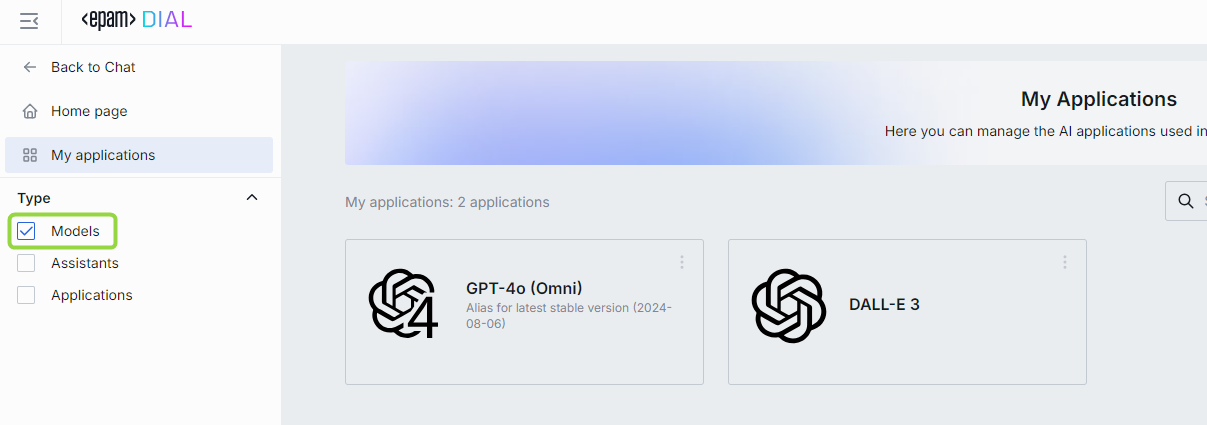 <epam> DIAL
Back to Chat
Home page
My applications
Type
Models
Assistants
Applications
My Applications
Here you can manage the AI applications used in
My applications: 2 applications
4
GPT-4o (Omni)
Alias for latest stable version (2024-
08-06)
DALL-E 3